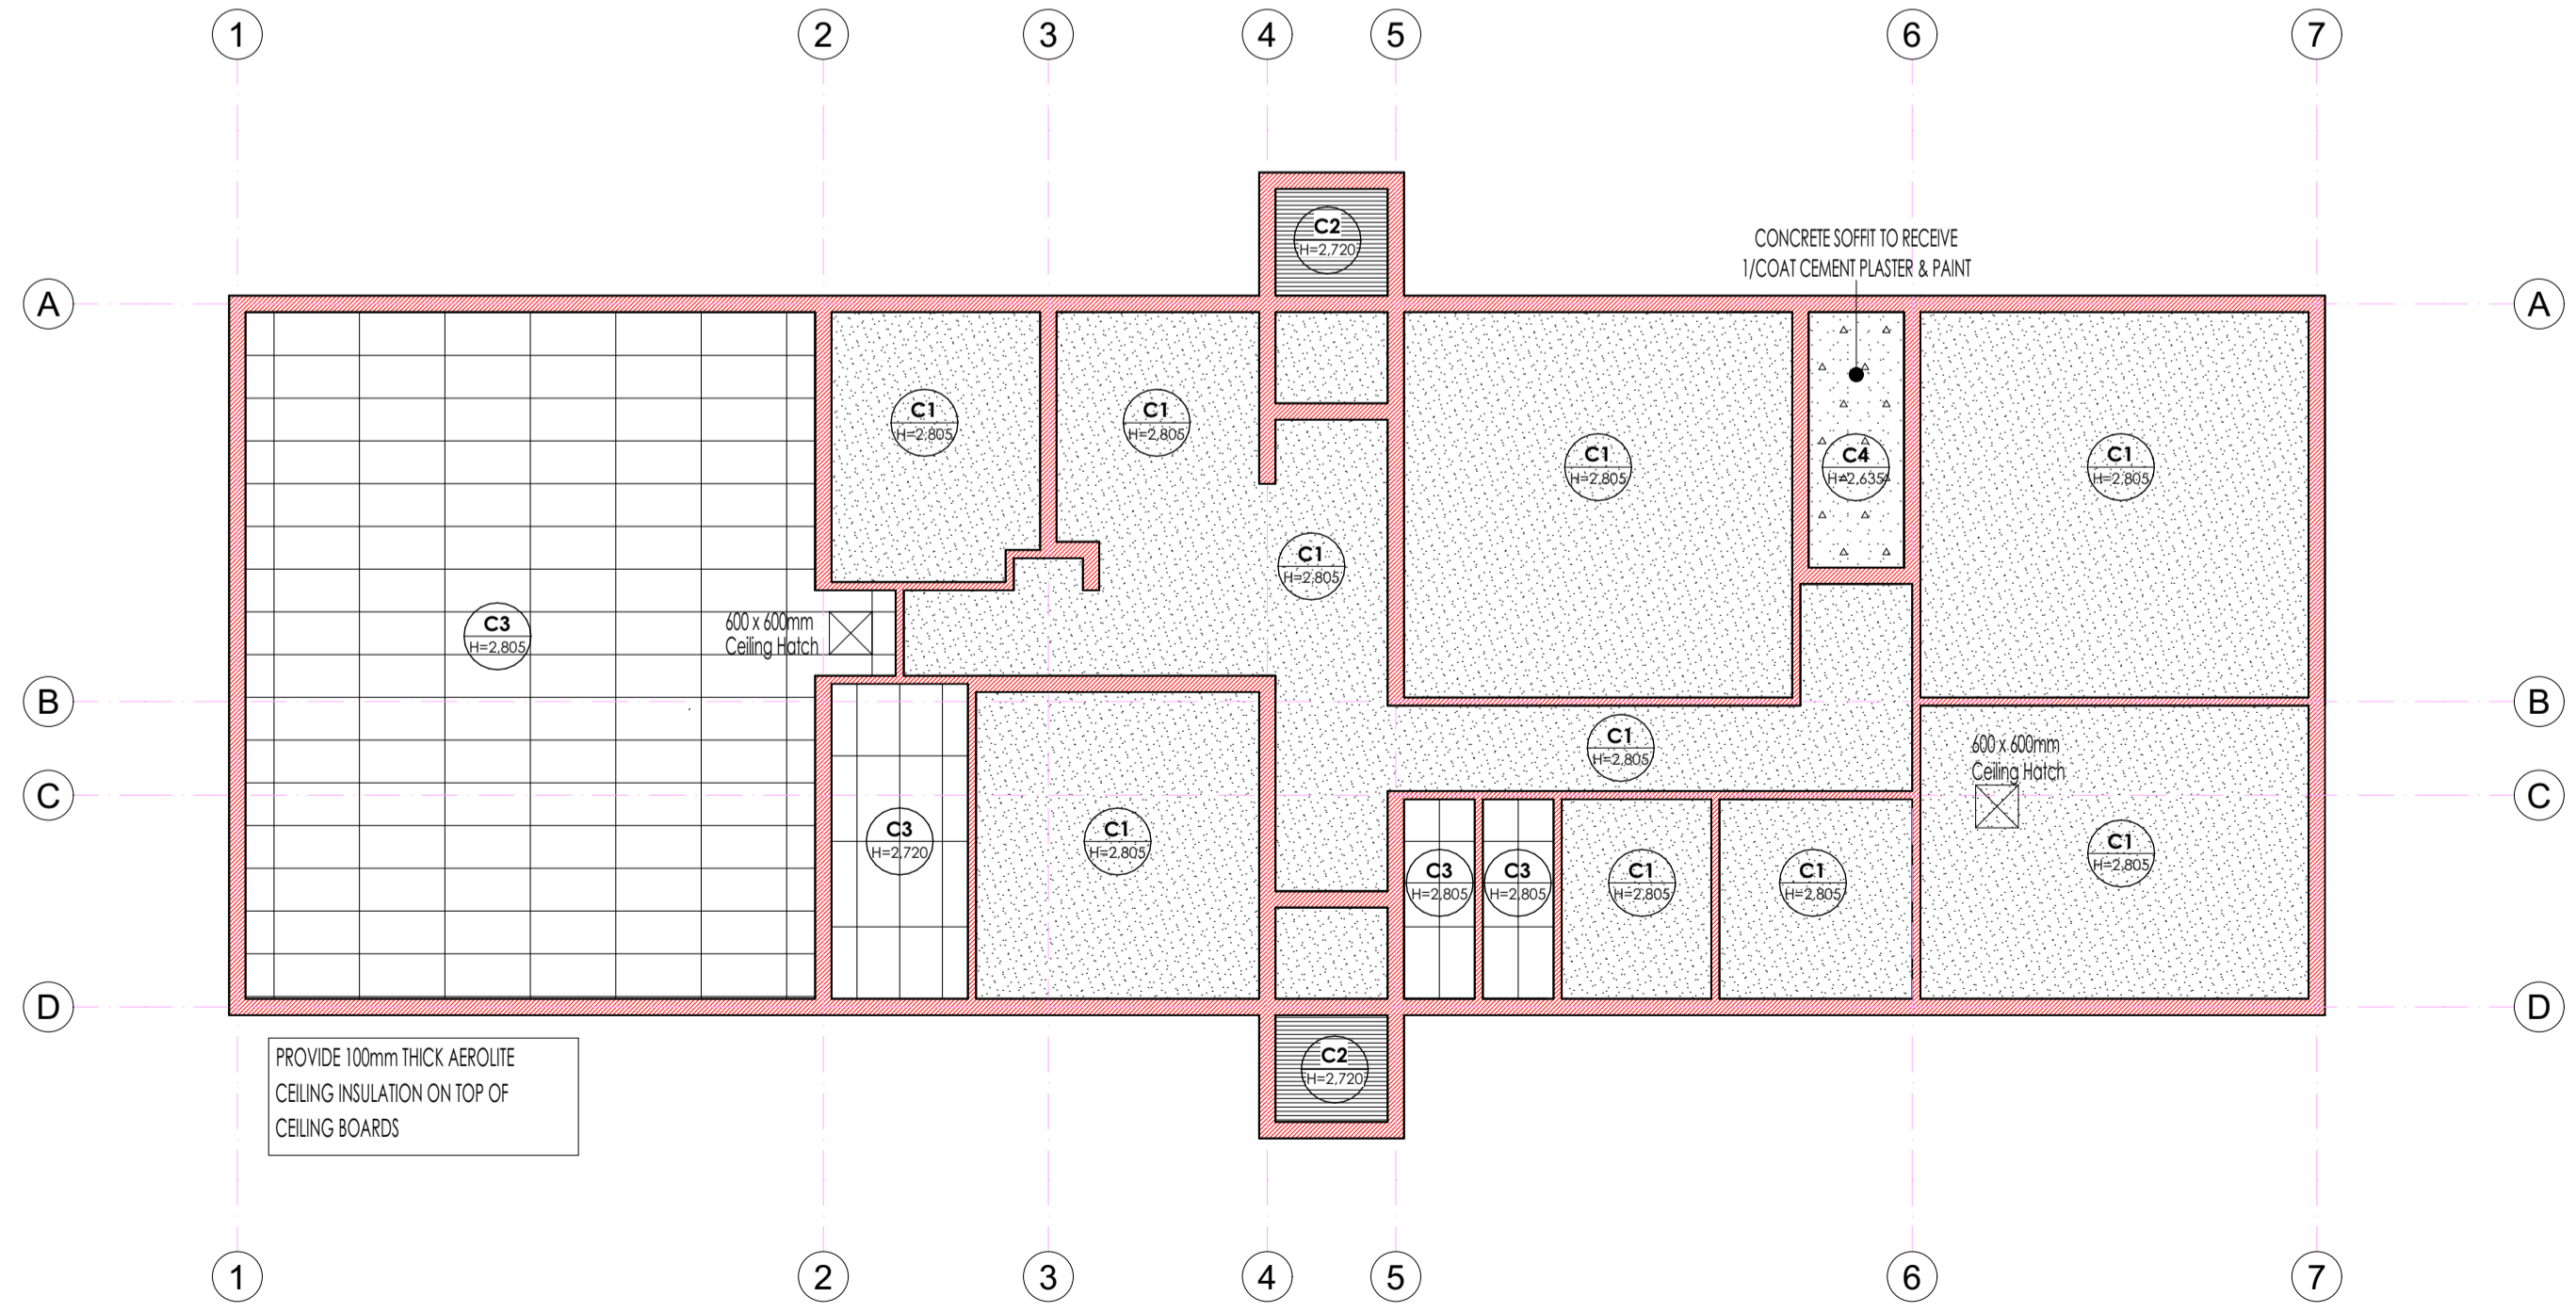 1
2
3
4
5
6
7
C2
H=2,720
CONCRETE SOFFIT TO RECEIVE
1/COAT CEMENT PLASTER & PAINT
A
A
C1
H=2,805
C1
H=2,805
C1
H=2,805
C4
H=2,635
C1
H=2,805
C1
H=2,805
C3
H=2,805
600 x 600mm
Ceiling Hatch
B
B
C1
H=2,805
600 x 600mm
Ceiling Hatch
C
C
C3
H=2,720
C1
H=2,805
C3
H=2,805
C3
H=2,805
C1
H=2,805
C1
H=2,805
C1
H=2,805
D
D
C2
H=2,720
PROVIDE 100mm THICK AEROLITE
CEILING INSULATION ON TOP OF
CEILING BOARDS
1
2
3
4
5
6
7